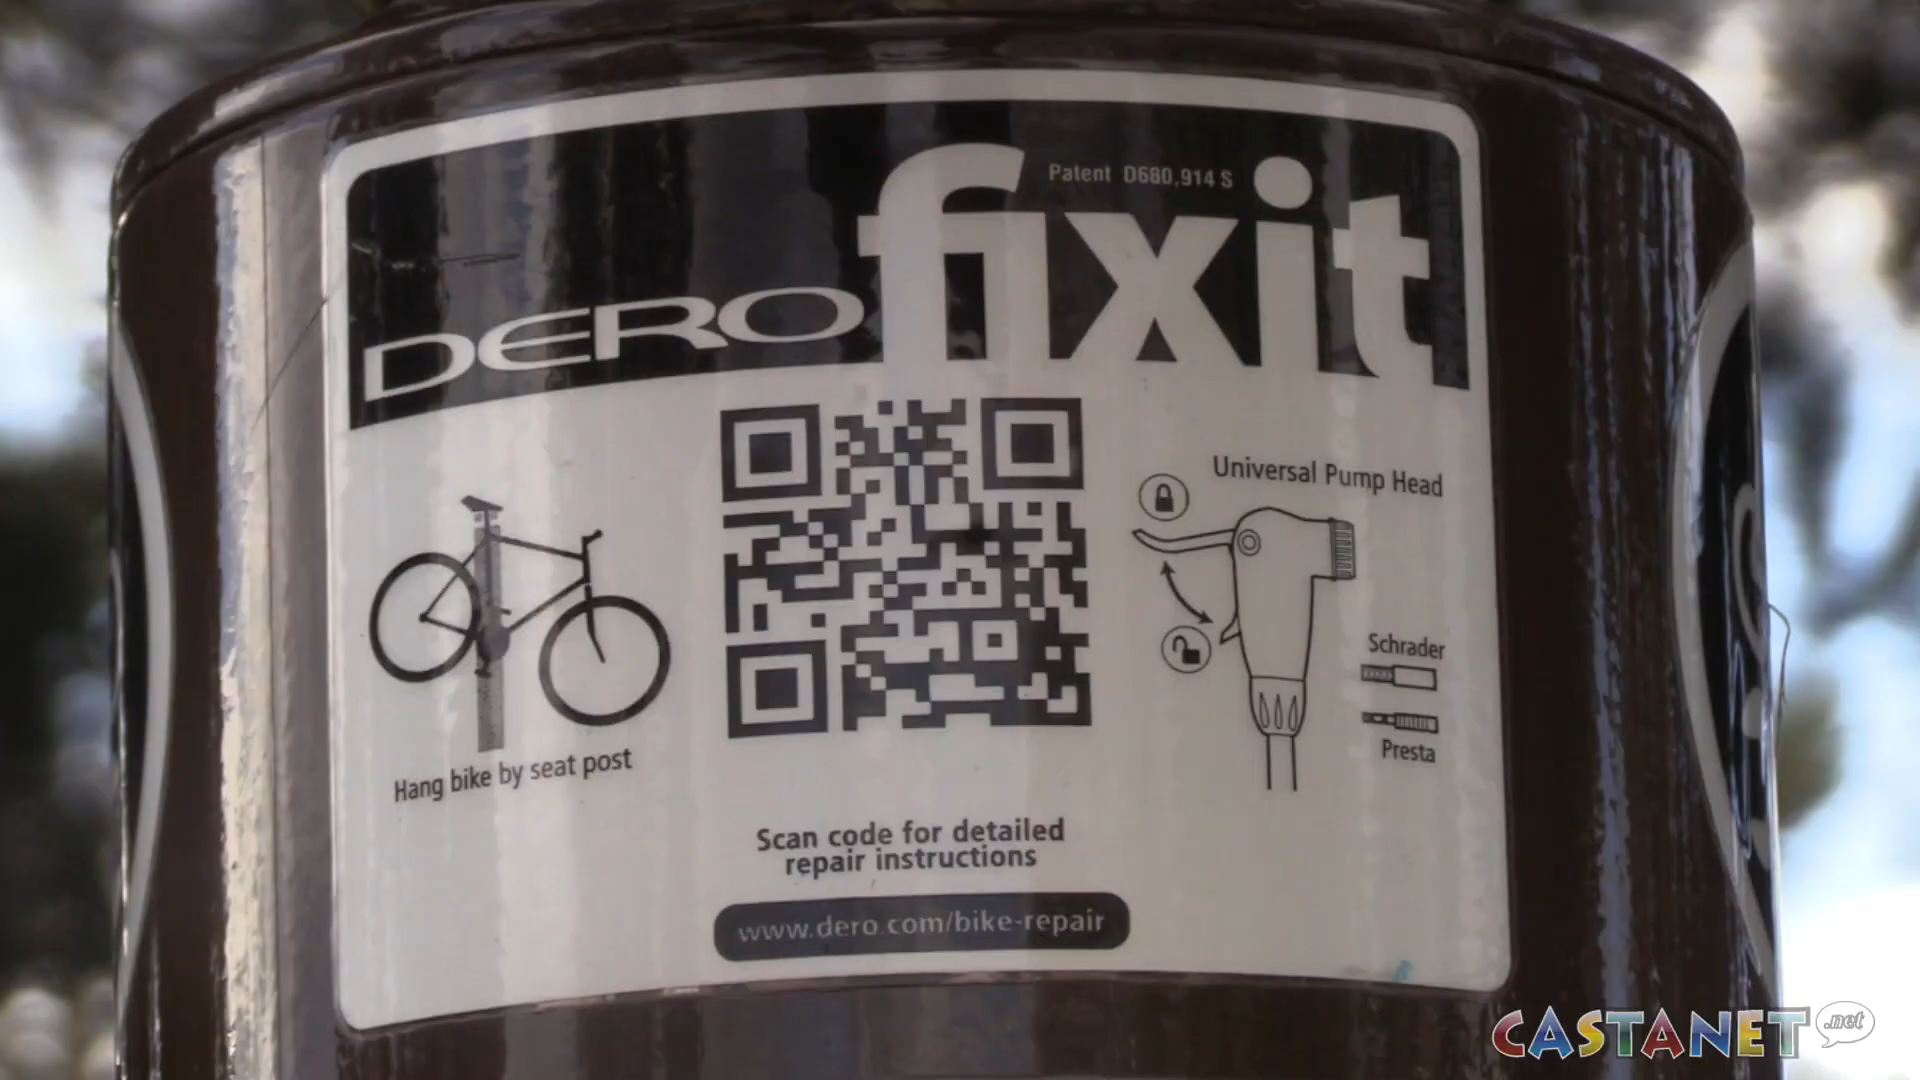 Patent D680,914 S
DERO fixit
Universal Pump Head
Schrader
Presta
Hang bike by seat post
Scan code for detailed
repair instructions
www.dero.com/bike-repair
CASTANET .net